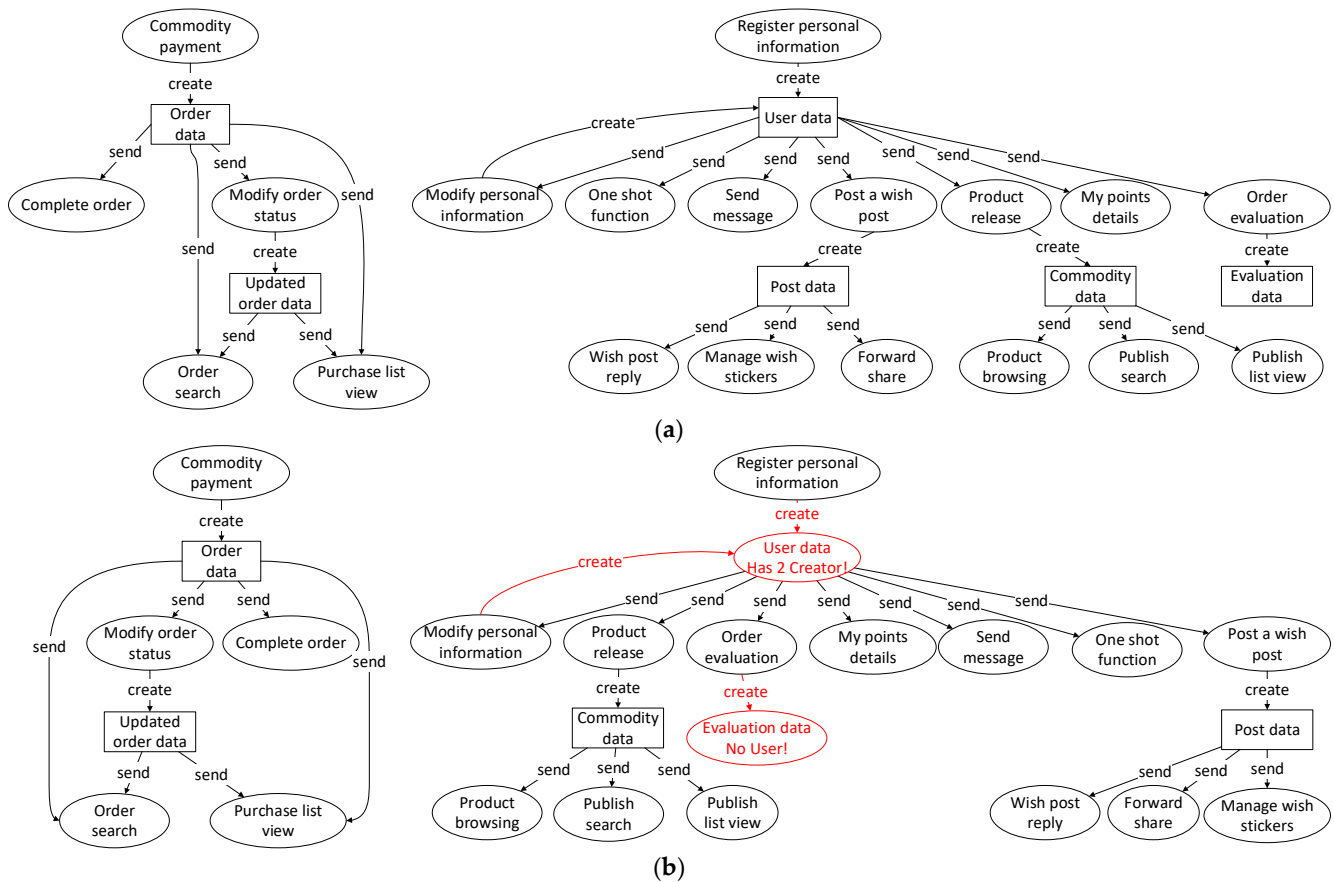 Commodity
payment
create
Order
data
send
send
send
send
Complete order
Modify order
status
create
Updated
order data
send
send
Order
search
Purchase list
view
Register personal
information
create
User data
create
send
send
send
send
send
send
send
Modify personal
information
One shot
function
Send
message
Post a wish
post
Product
release
My points
details
Order
evaluation
create
create
create
Post data
Commodity
data
Evaluation
data
send
send
send
send
send
send
Wish post
reply
Manage wish
stickers
Forward
share
Product
browsing
Publish
search
Publish
list view
(a)
Commodity
payment
create
Order
data
send
send
send
send
Modify order
status
Complete order
create
Updated
order data
send
send
Order
search
Purchase list
view
Register personal
information
create
User data
Has 2 Creator!
create
send
send
send
send
send
send
send
Modify personal
information
Product
release
Order
evaluation
My points
details
Send
message
One shot
function
Post a wish
post
create
create
create
Commodity
data
Evaluation data
No User!
Post data
send
send
send
send
send
send
Product
browsing
Publish
search
Publish
list view
Wish post
reply
Forward
share
Manage wish
stickers
(b)